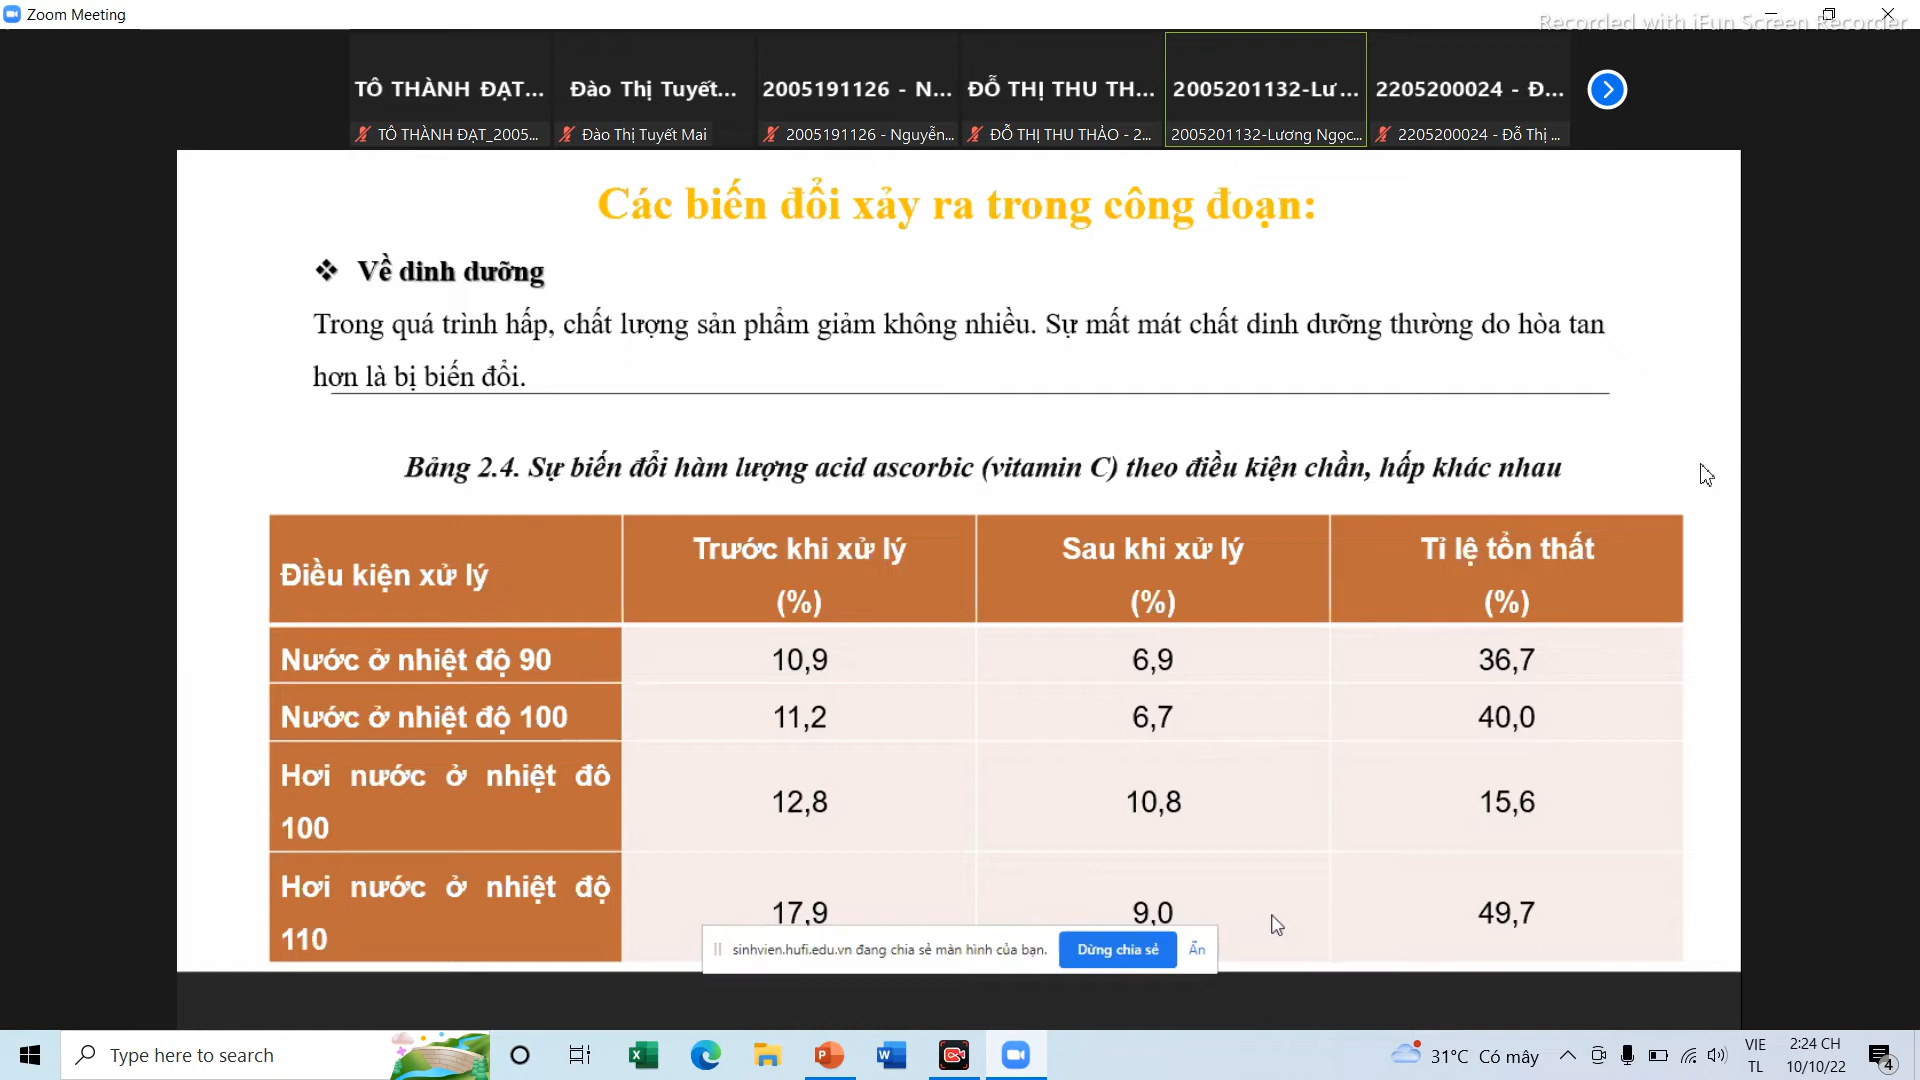 Zoom Meeting
Recorded with iFun Screen Recorder
TÔ THÀNH ĐẠT... Đào Thị Tuyết... 2005191126 - N... ĐỖ THỊ THU TH... 2005201132-Lư... 2205200024 - Đ...
TÔ THÀNH ĐẠT_2005... Đào Thị Tuyết Mai 2005191126 - Nguyễn... ĐỖ THỊ THU THẢO - 2... 2005201132-Lương Ngọc... 2205200024 - Đỗ Thị ...
Các biến đổi xảy ra trong công đoạn:
❖ Về dinh dưỡng
Trong quá trình hấp, chất lượng sản phẩm giảm không nhiều. Sự mất mát chất dinh dưỡng thường do hòa tan
hơn là bị biến đổi.
Bảng 2.4. Sự biến đổi hàm lượng acid ascorbic (vitamin C) theo điều kiện chần, hấp khác nhau
Điều kiện xử lý Trước khi xử lý (%) Sau khi xử lý (%) Tỉ lệ tổn thất (%)
Nước ở nhiệt độ 90 10,9 6,9 36,7
Nước ở nhiệt độ 100 11,2 6,7 40,0
Hơi nước ở nhiệt đô 100 12,8 10,8 15,6
Hơi nước ở nhiệt độ 110 17,9 9,0 49,7
sinhvien.hufi.edu.vn đang chia sẻ màn hình của bạn. Dừng chia sẻ Ẩn
Type here to search
31°C Có mây
VIE
TL
2:24 CH
10/10/22
4